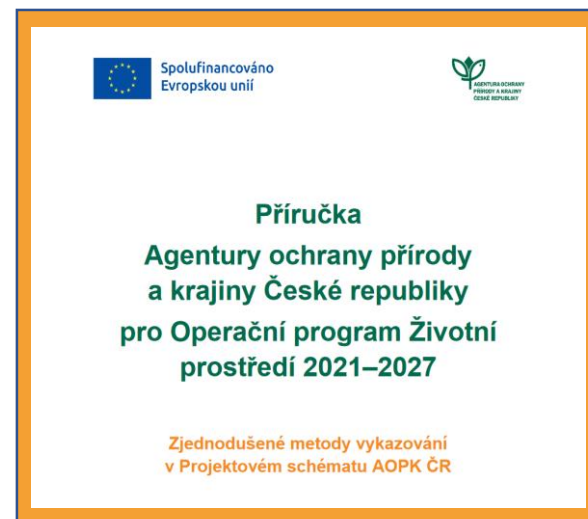 Spolufinancováno
Evropskou unií
AGENTURA OCHRANY
PŘÍRODY A KRAJINY
ČESKÉ REPUBLIKY
Příručka
Agentury ochrany přírody
a krajiny České republiky
pro Operační program Životní
prostředí 2021–2027
Zjednodušené metody vykazování
v Projektovém schématu AOPK ČR